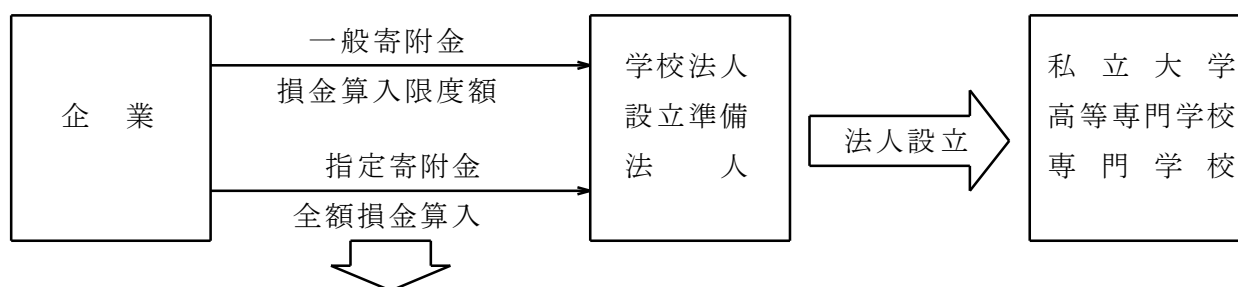 企業
一般寄附金
損金算入限度額
指定寄附金
全額損金算入
学校法人
設立準備
法人
法人設立
私立大学
高等専門学校
専門学校